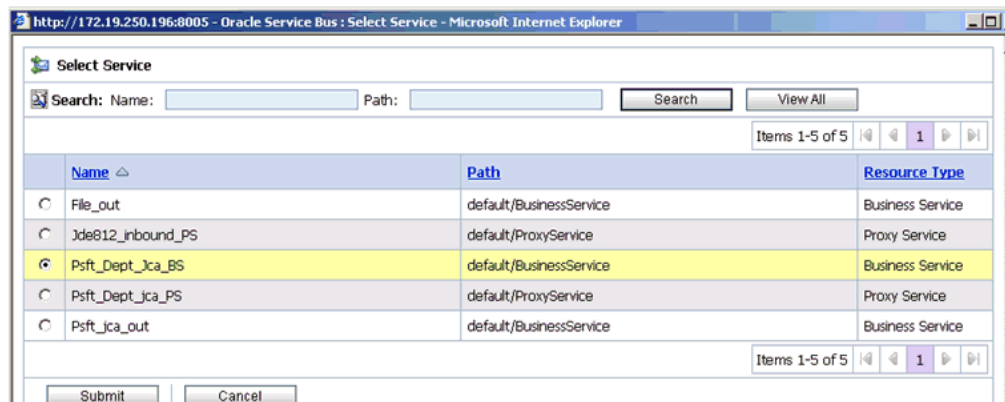 http://172.19.250.196:8005 - Oracle Service Bus : Select Service - Microsoft Internet Explorer
Select Service
Search: Name: Path: Search View All
Items 1-5 of 5 1
Name Path Resource Type
File_out default/BusinessService Business Service
Jde812_inbound_PS default/ProxyService Proxy Service
Psft_Dept_Jca_BS default/BusinessService Business Service
Psft_Dept_jca_PS default/ProxyService Proxy Service
Psft_jca_out default/BusinessService Business Service
Items 1-5 of 5 1
Submit Cancel